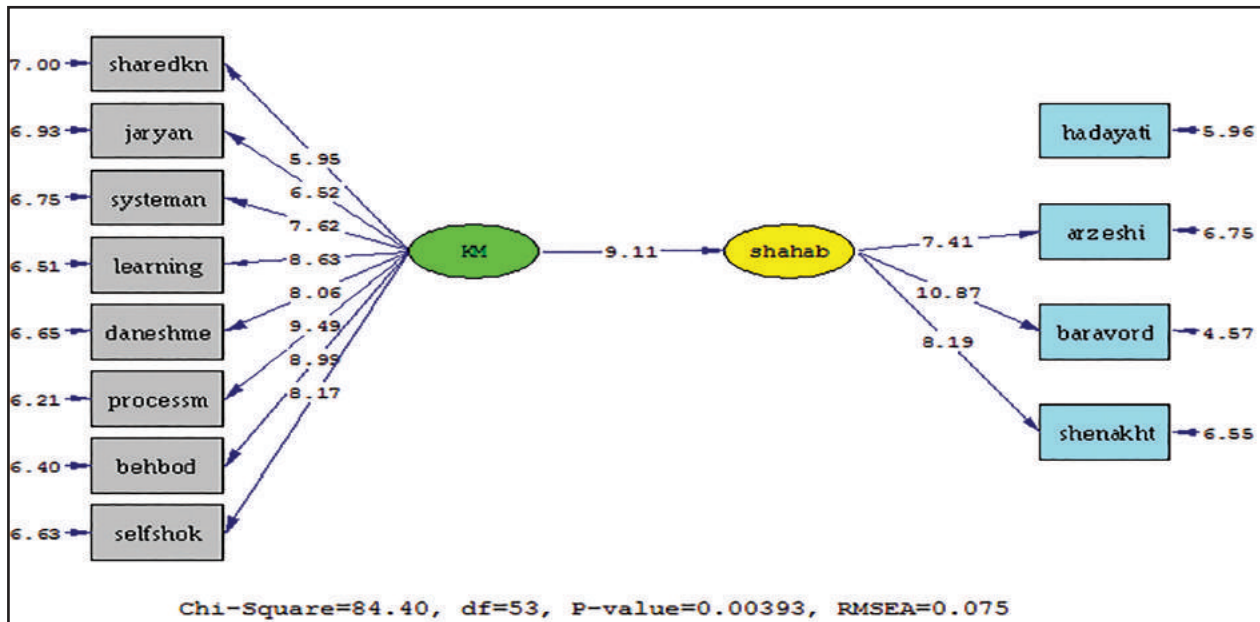 7.00 sharedkn
6.93 jaryan
6.75 systeman
6.51 learning
6.65 daneshme
6.21 processm
6.40 behbod
6.63 selfshok
5.95
6.52
7.62
8.63
8.06
9.49
8.99
8.17
KM
9.11
shahab
7.41
10.87
8.19
hadayati 5.96
arzeshi 6.75
baravord 4.57
shenakht 6.55
Chi-Square=84.40, df=53, P-value=0.00393, RMSEA=0.075